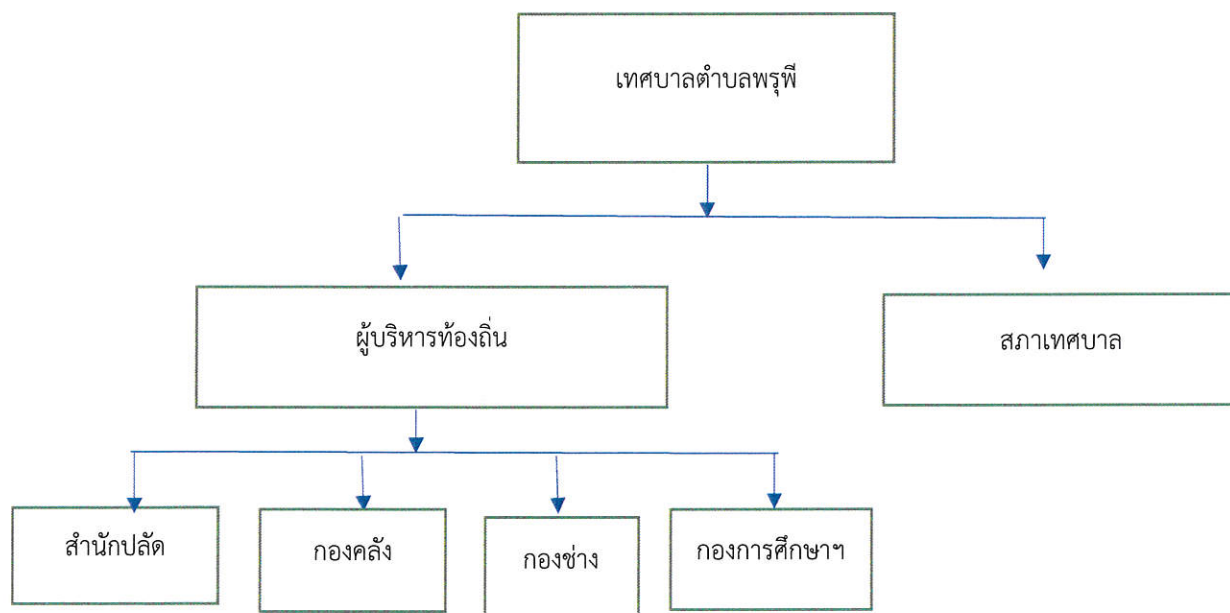 เทศบาลตำบลพรุพี
ผู้บริหารท้องถิ่น
สภาเทศบาล
สำนักปลัด
กองคลัง
กองช่าง
กองการศึกษาฯ